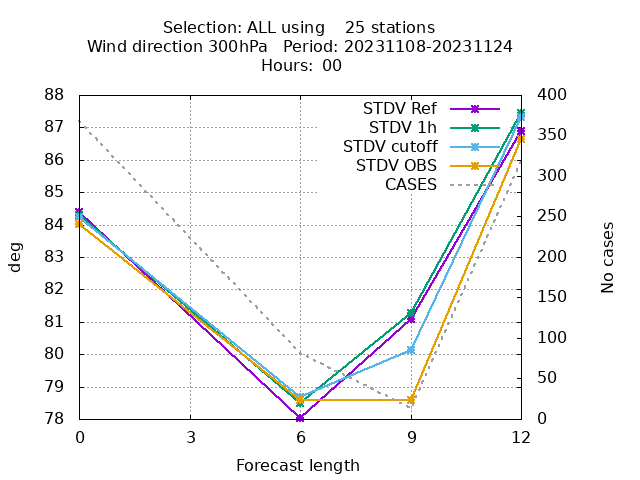 Selection: ALL using    25 stations
Wind direction 300hPa   Period: 20231108-20231124
Hours: 00
STDV Ref
STDV 1h
STDV cutoff
STDV OBS
CASES
88
87
86
85
84
83
82
81
80
79
78
400
350
300
250
200
150
100
50
0
deg
No cases
0 3 6 9 12
Forecast length